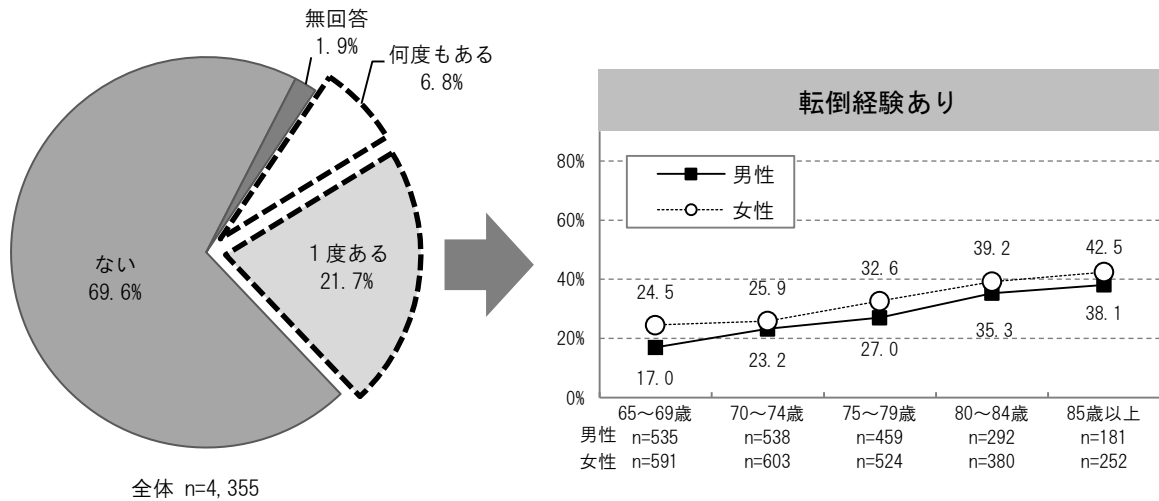 無回答
1.9%
何度もある
6.8%
1度ある
21.7%
ない
69.6%
全体 n=4,355
転倒経験あり
80%
60%
40%
20%
0%
男性
女性
24.5
25.9
32.6
39.2
42.5
17.0
23.2
27.0
35.3
38.1
65～69歳 70～74歳 75～79歳 80～84歳 85歳以上
男性 n=535 n=538 n=459 n=292 n=181
女性 n=591 n=603 n=524 n=380 n=252